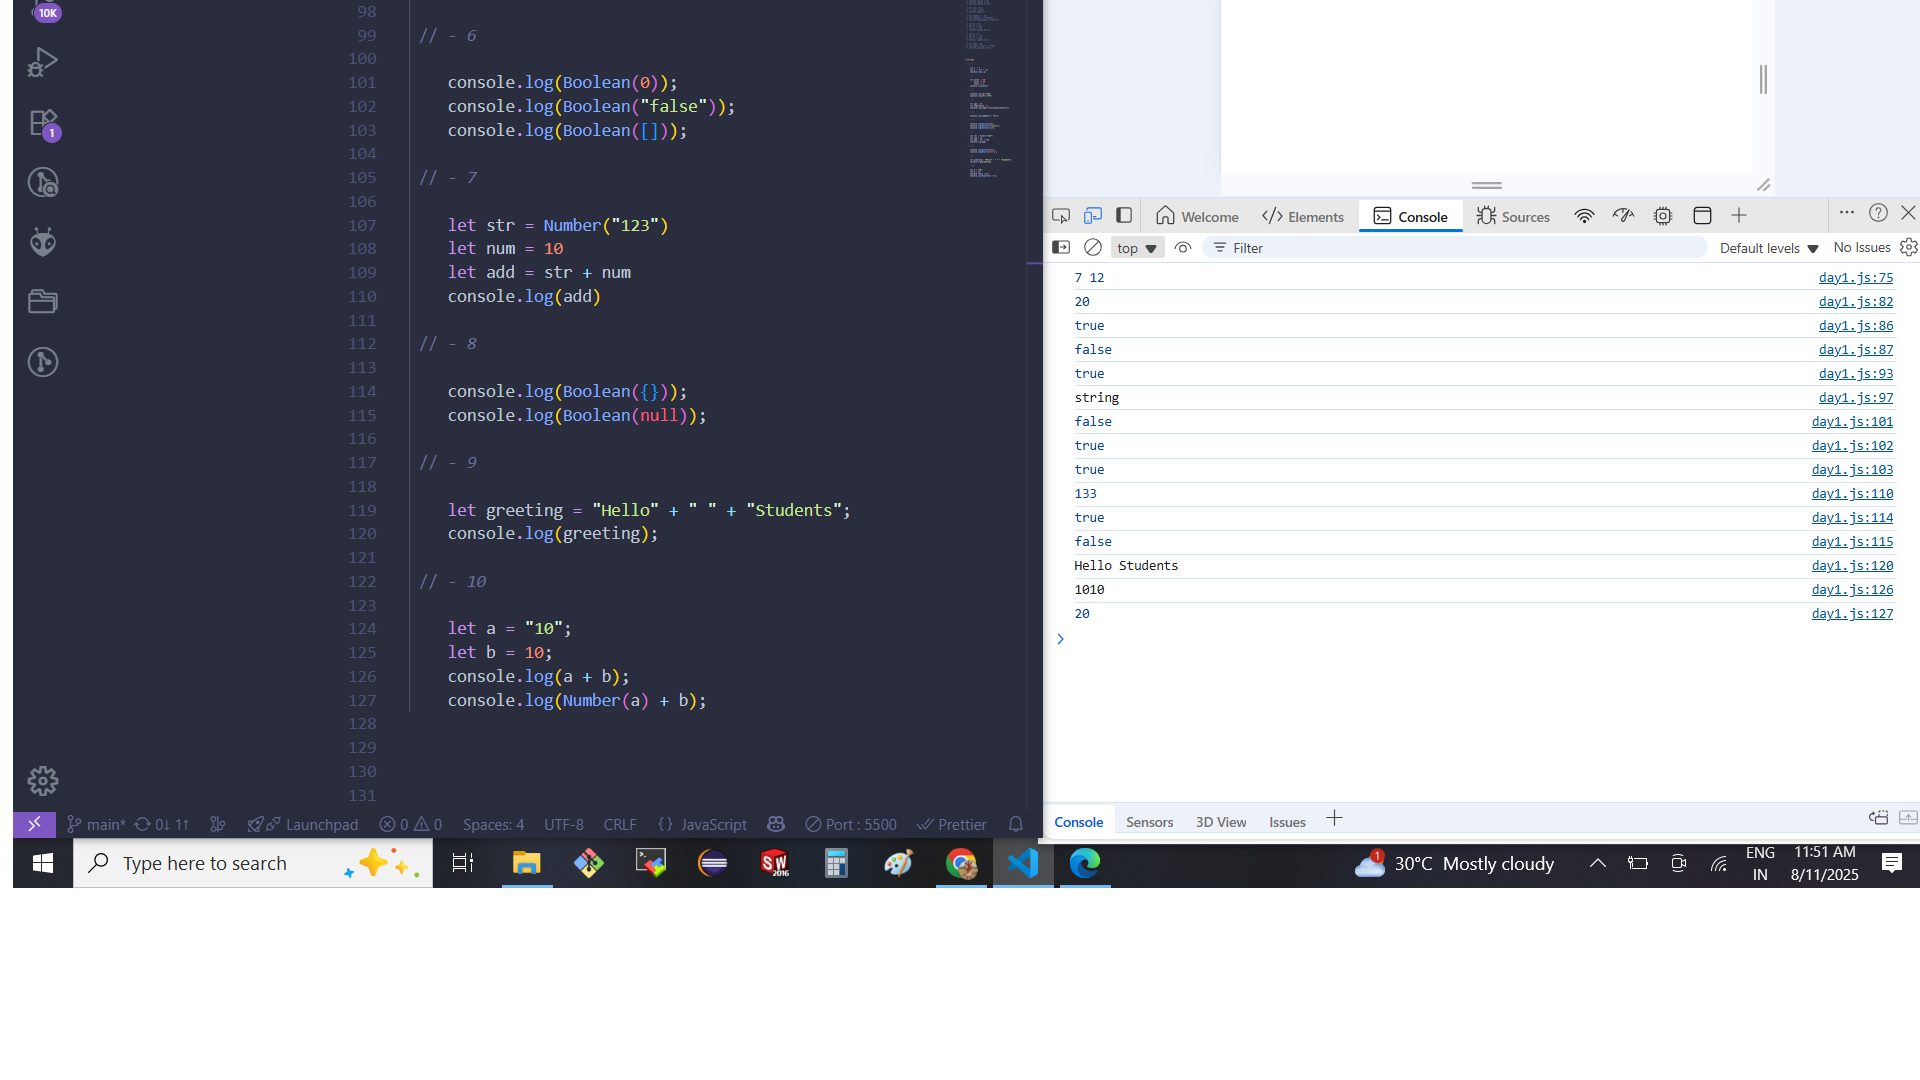 10K
98
99 // - 6
100
101 console.log(Boolean(0));
102 console.log(Boolean("false"));
103 console.log(Boolean([]));
104
105 // - 7
106
107 let str = Number("123")
108 let num = 10
109 let add = str + num
110 console.log(add)
111
112 // - 8
113
114 console.log(Boolean({}));
115 console.log(Boolean(null));
116
117 // - 9
118
119 let greeting = "Hello" + " " + "Students";
120 console.log(greeting);
121
122 // - 10
123
124 let a = "10";
125 let b = 10;
126 console.log(a + b);
127 console.log(Number(a) + b);
128
129
130
131
1
main* 0↓ 1↑ Launchpad 0 0 Spaces: 4 UTF-8 CRLF {} JavaScript Port : 5500 Prettier
Welcome Elements Console Sources
top Filter Default levels No Issues
7 12 day1.js:75
20 day1.js:82
true day1.js:86
false day1.js:87
true day1.js:93
string day1.js:97
false day1.js:101
true day1.js:102
true day1.js:103
133 day1.js:110
true day1.js:114
false day1.js:115
Hello Students day1.js:120
1010 day1.js:126
20 day1.js:127
Console Sensors 3D View Issues
Type here to search
SW
2016
1
30°C Mostly cloudy
ENG
IN
11:51 AM
8/11/2025